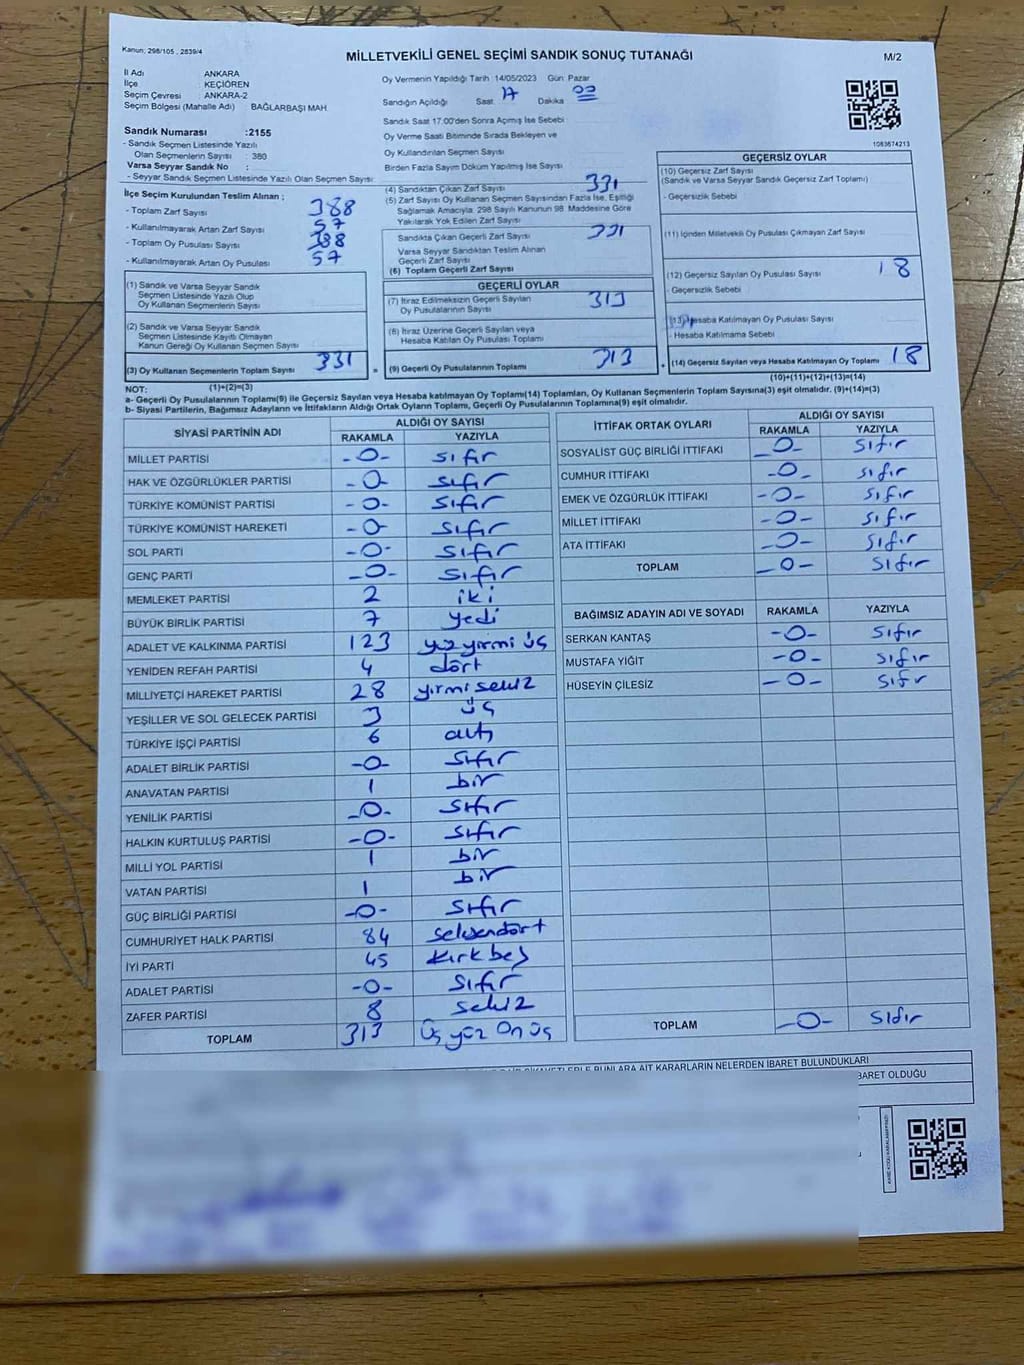 Kanun; 298/105 , 2839/4
MİLLETVEKİLİ GENEL SEÇİMİ SANDIK SONUÇ TUTANAĞI
M/2
İl Adı ANKARA
İlçe KEÇİÖREN
Seçim Çevresi ANKARA-2
Seçim Bölgesi (Mahalle Adı) BAĞLARBAŞI MAH.
Sandık Numarası :2155
- Sandık Seçmen Listesinde Yazılı
Olan Seçmenlerin Sayısı : 380
Varsa Seyyar Sandık No :
- Seyyar Sandık Seçmen Listesinde Yazılı Olan Seçmen Sayısı:
İlçe Seçim Kurulundan Teslim Alınan ;
- Toplam Zarf Sayısı 388
- Kullanılmayarak Artan Zarf Sayısı 57
- Toplam Oy Pusulası Sayısı 388
- Kullanılmayarak Artan Oy Pusulası 57
(1) Sandık ve Varsa Seyyar Sandık
Seçmen Listesinde Yazılı Olup
Oy Kullanan Seçmenlerin Sayısı
(2) Sandık ve Varsa Seyyar Sandık
Seçmen Listesinde Kayıtlı Olmayan
Kanun Gereği Oy Kullanan Seçmen Sayısı
(3) Oy Kullanan Seçmenlerin Toplam Sayısı 331
(1)+(2)=(3)
Oy Vermenin Yapıldığı Tarih :14/05/2023 Gün: Pazar
Sandığın Açıldığı Saat 17 Dakika 00
Sandık Saat 17:00'den Sonra Açımış İse Sebebi :
Oy Verme Saati Bitiminde Sırada Bekleyen ve
Oy Kullandırılan Seçmen Sayısı
Birden Fazla Sayım Döküm Yapılmış İse Sayısı
(4) Sandıktan Çıkan Zarf Sayısı 331
(5) Zarf Sayısı Oy Kullanan Seçmen Sayısından Fazla İse, Eşitliği
Sağlamak Amacıyla, 298 Sayılı Kanunun 98. Maddesine Göre
Yakılarak Yok Edilen Zarf Sayısı
Sandıkta Çıkan Geçerli Zarf Sayısı 331
Varsa Seyyar Sandıktan Teslim Alınan
Geçerli Zarf Sayısı
(6) Toplam Geçerli Zarf Sayısı
GEÇERLİ OYLAR
(7) İtiraz Edilmeksizin Geçerli Sayılan
Oy Pusulalarının Sayısı 313
(8) İtiraz Üzerine Geçerli Sayılan veya
Hesaba Katılan Oy Pusulası Toplamı
= (9) Geçerli Oy Pusulalarının Toplamı 313
1083674213
GEÇERSİZ OYLAR
(10) Geçersiz Zarf Sayısı
(Sandık ve Varsa Seyyar Sandık Geçersiz Zarf Toplamı)
- Geçersizlik Sebebi
(11) İçinden Milletvekili Oy Pusulası Çıkmayan Zarf Sayısı
(12) Geçersiz Sayılan Oy Pusulası Sayısı 18
- Geçersizlik Sebebi
(13) Hesaba Katılmayan Oy Pusulası Sayısı
- Hesaba Katılmama Sebebi
+ (14) Geçersiz Sayılan veya Hesaba Katılmayan Oy Toplamı 18
(10)+(11)+(12)+(13)=(14)
NOT:
a- Geçerli Oy Pusulaları Toplamı(9) ile Geçersiz Sayılan veya Hesaba katılmayan Oy Toplamı(14) Toplamları, Oy Kullanan Seçmenlerin Toplam Sayısına(3) eşit olmalıdır. (9)+(14)=(3)
b- Siyasi Partilerin, Bağımsız Adayların ve İttifakların Aldığı Ortak Oyların Toplamı, Geçerli Oy Pusulalarının Toplamına(9) eşit olmalıdır.
SİYASİ PARTİNİN ADI ALDIĞI OY SAYISI
RAKAMLA YAZIYLA
MİLLET PARTİSİ -0- sıfır
HAK VE ÖZGÜRLÜKLER PARTİSİ -0- sıfır
TÜRKİYE KOMÜNİST PARTİSİ -0- sıfır
TÜRKİYE KOMÜNİST HAREKETİ -0- sıfır
SOL PARTİ -0- sıfır
GENÇ PARTİ -0- sıfır
MEMLEKET PARTİSİ 2 iki
BÜYÜK BİRLİK PARTİSİ 7 yedi
ADALET VE KALKINMA PARTİSİ 123 yüz yirmi üç
YENİDEN REFAH PARTİSİ 4 dört
MİLLİYETÇİ HAREKET PARTİSİ 28 yirmi sekiz
YEŞİLLER VE SOL GELECEK PARTİSİ 3 üç
TÜRKİYE İŞÇİ PARTİSİ 6 altı
ADALET BİRLİK PARTİSİ -0- sıfır
ANAVATAN PARTİSİ 1 bir
YENİLİK PARTİSİ -0- sıfır
HALKIN KURTULUŞ PARTİSİ -0- sıfır
MİLLİ YOL PARTİSİ 1 bir
VATAN PARTİSİ 1 bir
GÜÇ BİRLİĞİ PARTİSİ -0- sıfır
CUMHURİYET HALK PARTİSİ 84 seksendört
İYİ PARTİ 45 kırk beş
ADALET PARTİSİ -0- sıfır
ZAFER PARTİSİ 8 sekiz
TOPLAM 313 üç yüz on üç
İTTİFAK ORTAK OYLARI ALDIĞI OY SAYISI
RAKAMLA YAZIYLA
SOSYALİST GÜÇ BİRLİĞİ İTTİFAKI -0- sıfır
CUMHUR İTTİFAKI -0- sıfır
EMEK VE ÖZGÜRLÜK İTTİFAKI -0- sıfır
MİLLET İTTİFAKI -0- sıfır
ATA İTTİFAKI -0- sıfır
TOPLAM -0- sıfır
BAĞIMSIZ ADAYIN ADI VE SOYADI RAKAMLA YAZIYLA
SERKAN KANTAŞ -0- sıfır
MUSTAFA YİĞİT -0- sıfır
HÜSEYİN ÇİLESİZ -0- sıfır
TOPLAM -0- sıfır
BUNLARA AİT KARARLARIN NELERDEN İBARET BULUNDUKLARI
BARET OLDUĞU